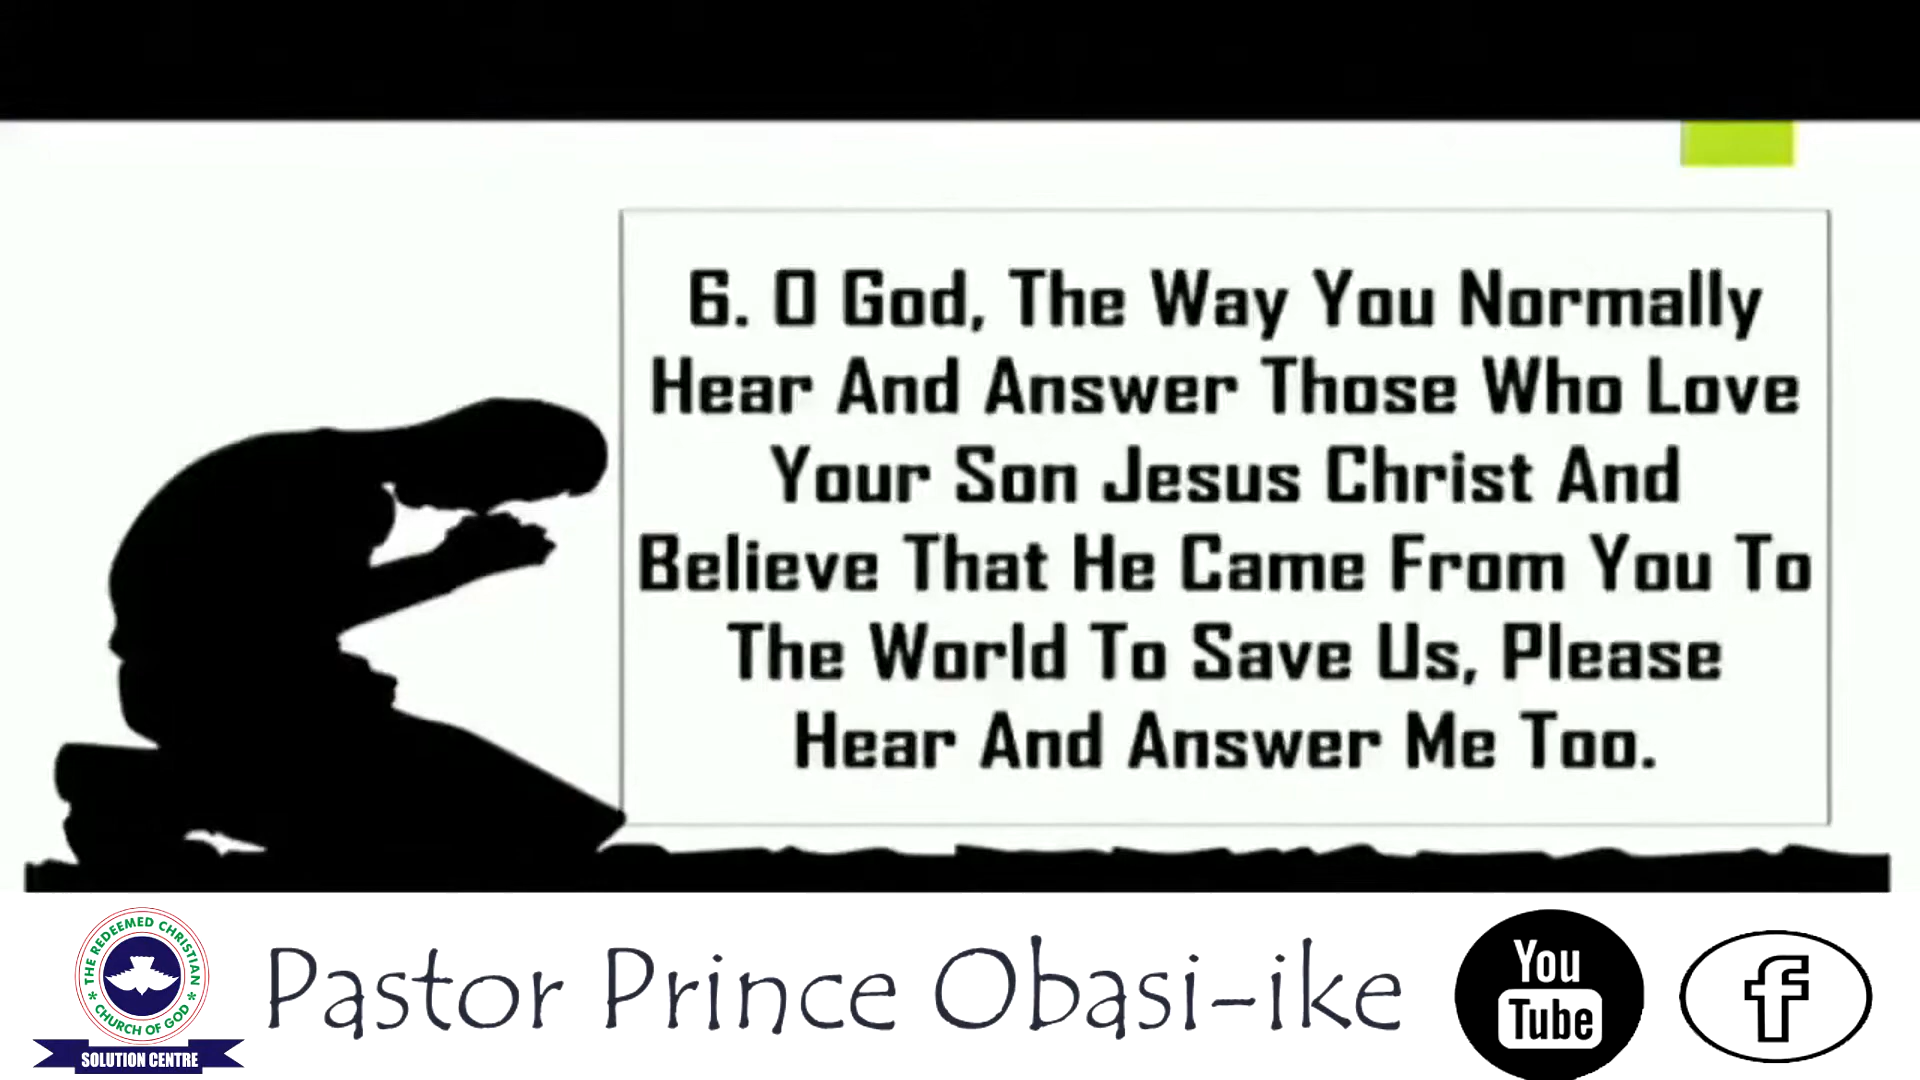 6. O God, The Way You Normally
Hear And Answer Those Who Love
Your Son Jesus Christ And
Believe That He Came From You To
The World To Save Us, Please
Hear And Answer Me Too.
THE REDEEMED CHRISTIAN
CHURCH OF GOD
SOLUTION CENTRE
Pastor Prince Obasi-ike
You
Tube
f